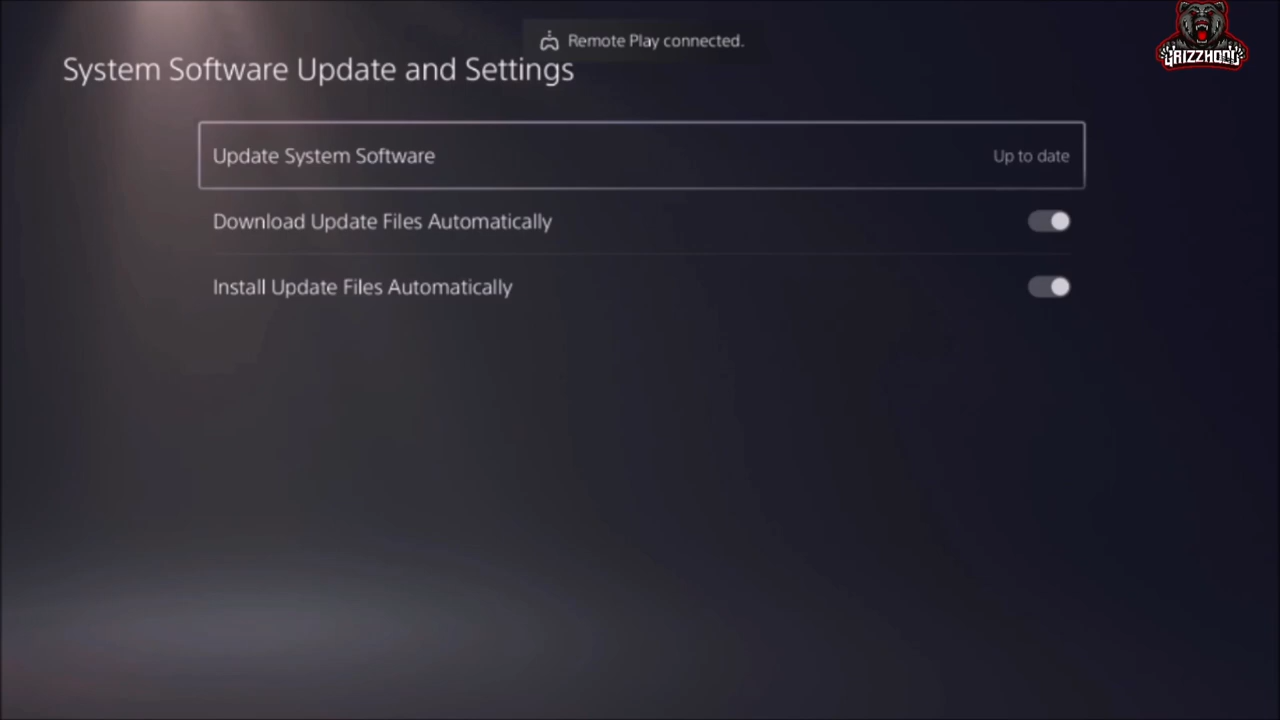 Remote Play connected.
GRIZZHOOD
System Software Update and Settings
Update System Software
Up to date
Download Update Files Automatically
Install Update Files Automatically